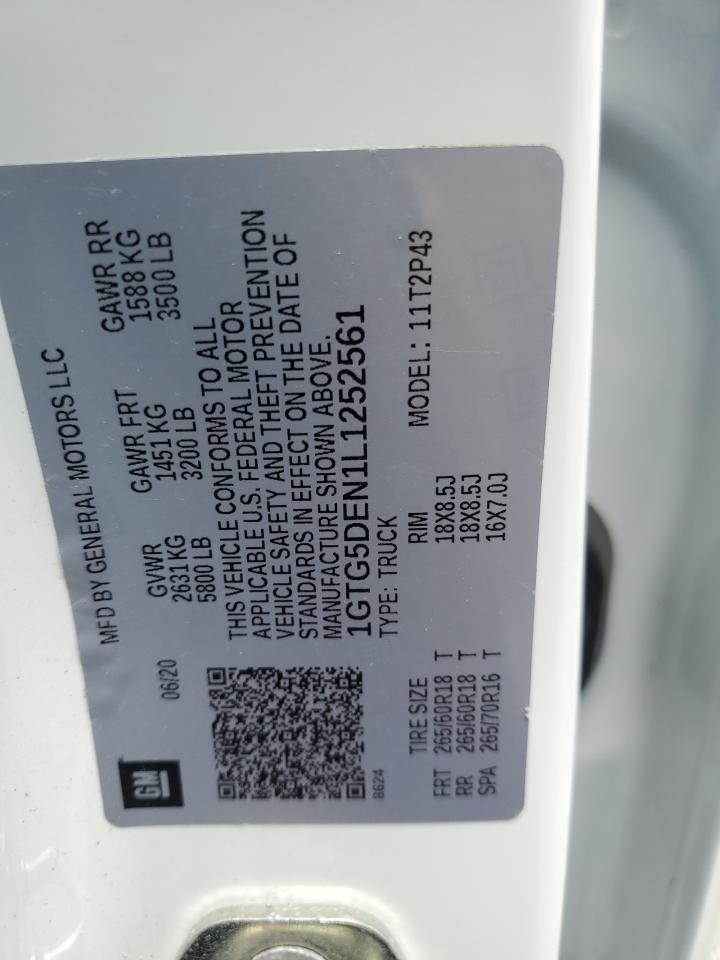 GM
06/20
MFD BY GENERAL MOTORS LLC
GVWR GAWR FRT GAWR RR
2631 KG 1451 KG 1588 KG
5800 LB 3200 LB 3500 LB
THIS VEHICLE CONFORMS TO ALL
APPLICABLE U.S. FEDERAL MOTOR
VEHICLE SAFETY AND THEFT PREVENTION
STANDARDS IN EFFECT ON THE DATE OF
MANUFACTURE SHOWN ABOVE.
1GTG5DEN1L1252561
TYPE: TRUCK MODEL: 11T2P43
8624
TIRE SIZE RIM
FRT 265/60R18 T 18X8.5J
RR 265/60R18 T 18X8.5J
SPA 265/70R16 T 16X7.0J